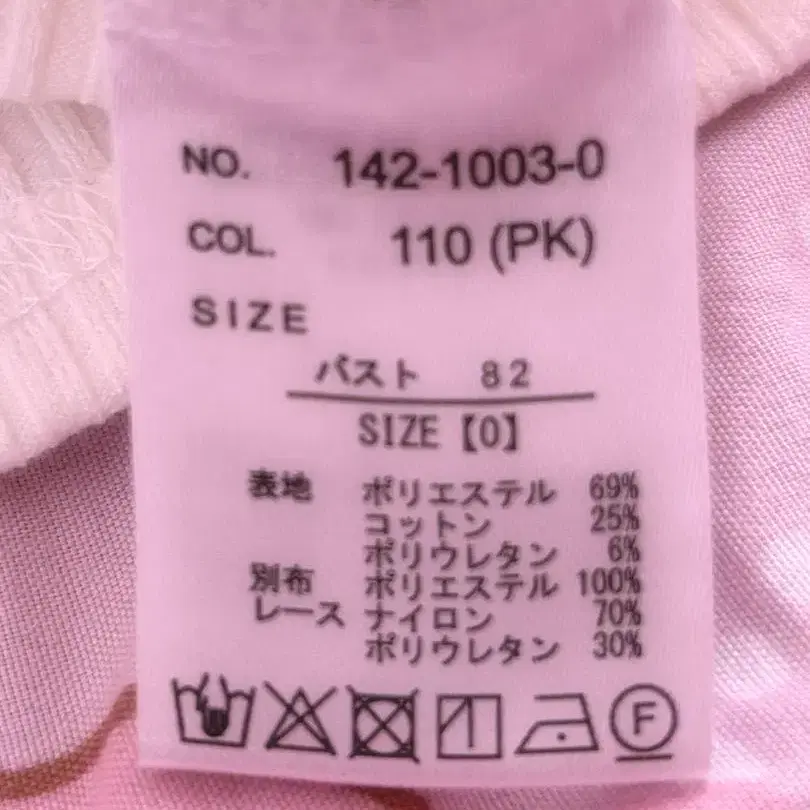 NO. 142-1003-0
COL. 110 (PK)
SIZE
バスト 82
SIZE【0】
表地 ポリエステル 69%
コットン 25%
ポリウレタン 6%
別布 ポリエステル 100%
レース ナイロン 70%
ポリウレタン 30%
F